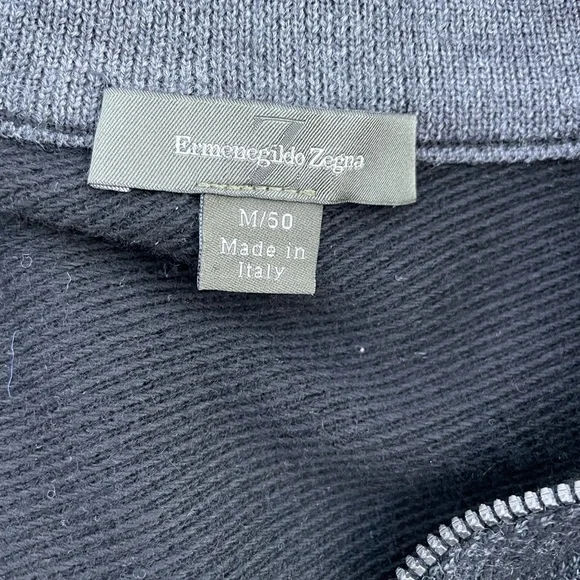 Ermenegildo Zegna
M/50
Made in
Italy